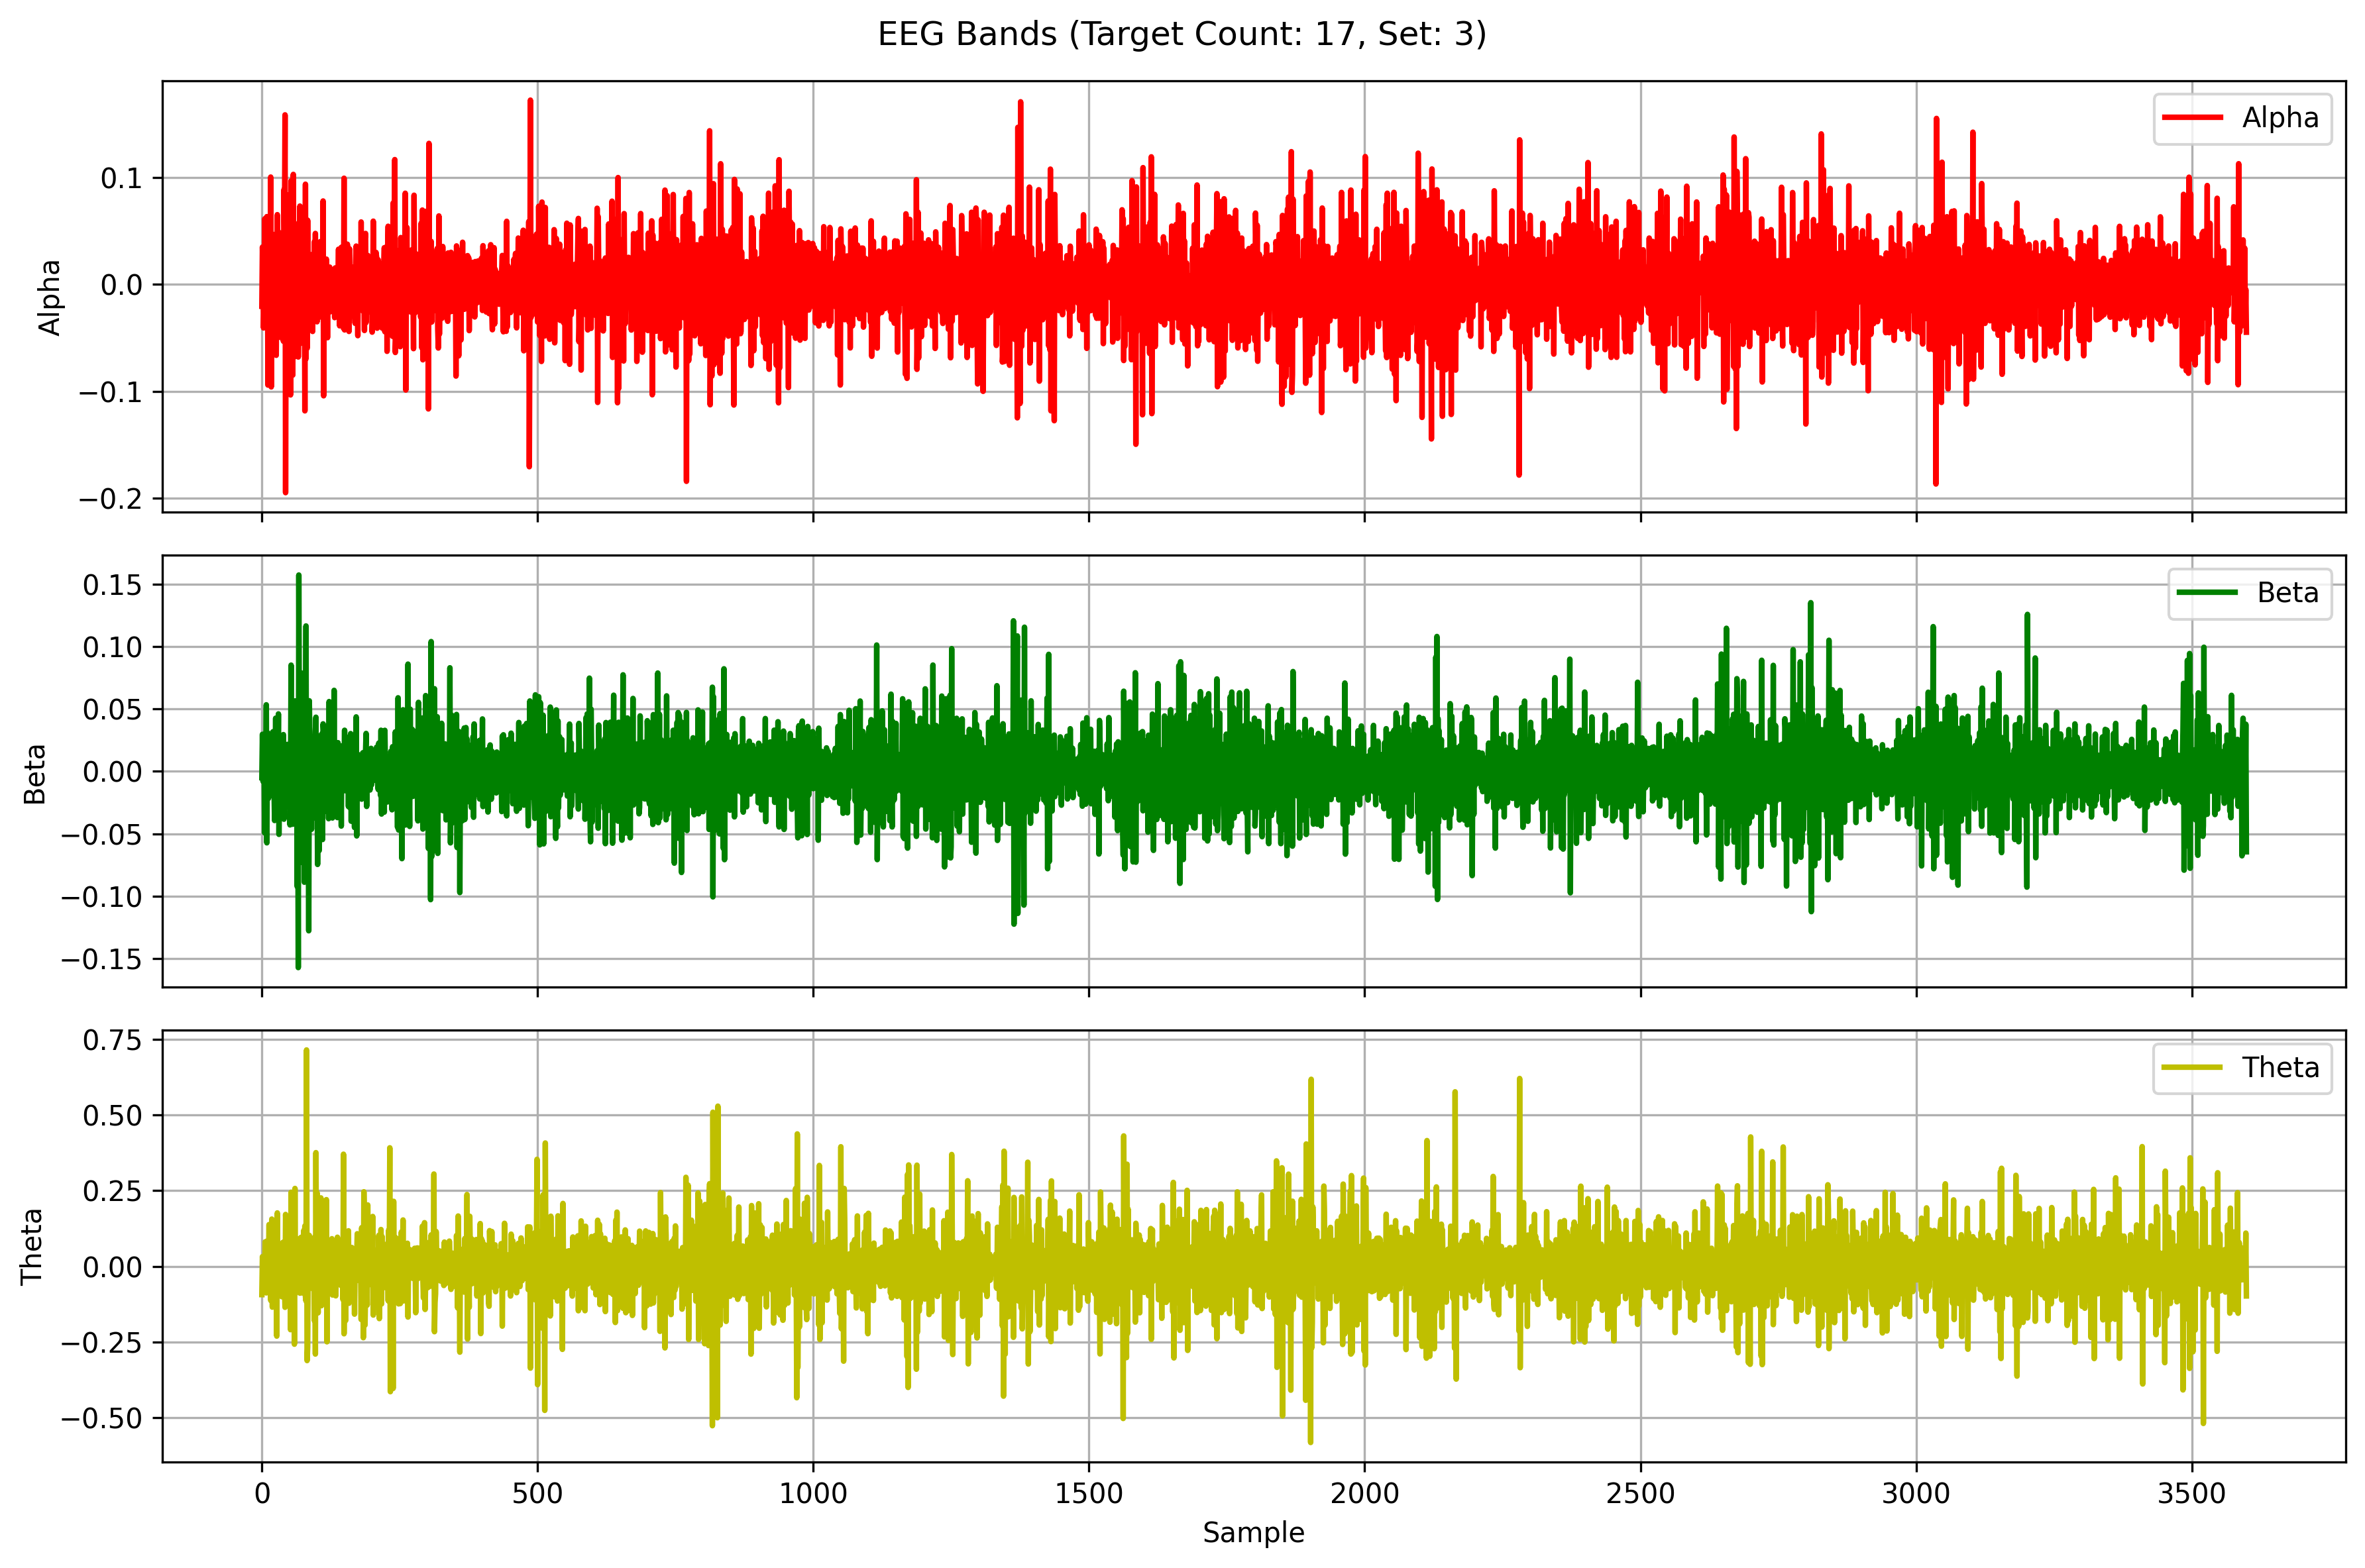 EEG Bands (Target Count: 17, Set: 3)
Alpha
0.1
0.0
−0.1
−0.2
Alpha
Beta
0.15
0.10
0.05
0.00
−0.05
−0.10
−0.15
Beta
Theta
0.75
0.50
0.25
0.00
−0.25
−0.50
Theta
0 500 1000 1500 2000 2500 3000 3500
Sample